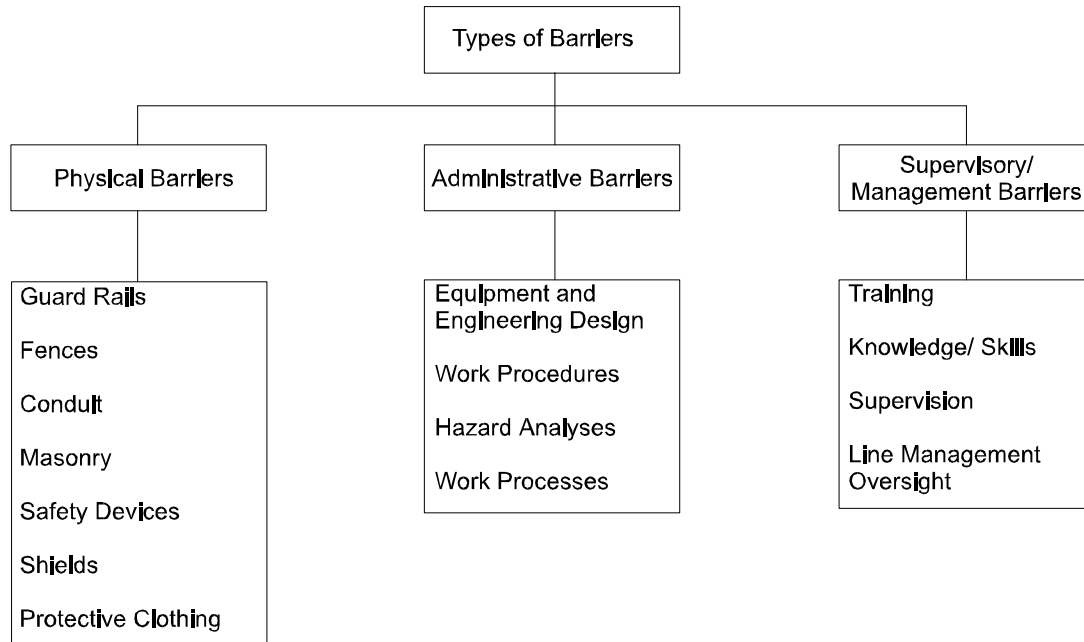 Types of Barriers
Physical Barriers
Administrative Barriers
Supervisory/
Management Barriers
Guard Rails
Fences
Conduit
Masonry
Safety Devices
Shields
Protective Clothing
Equipment and
Engineering Design
Work Procedures
Hazard Analyses
Work Processes
Training
Knowledge/ Skills
Supervision
Line Management
Oversight